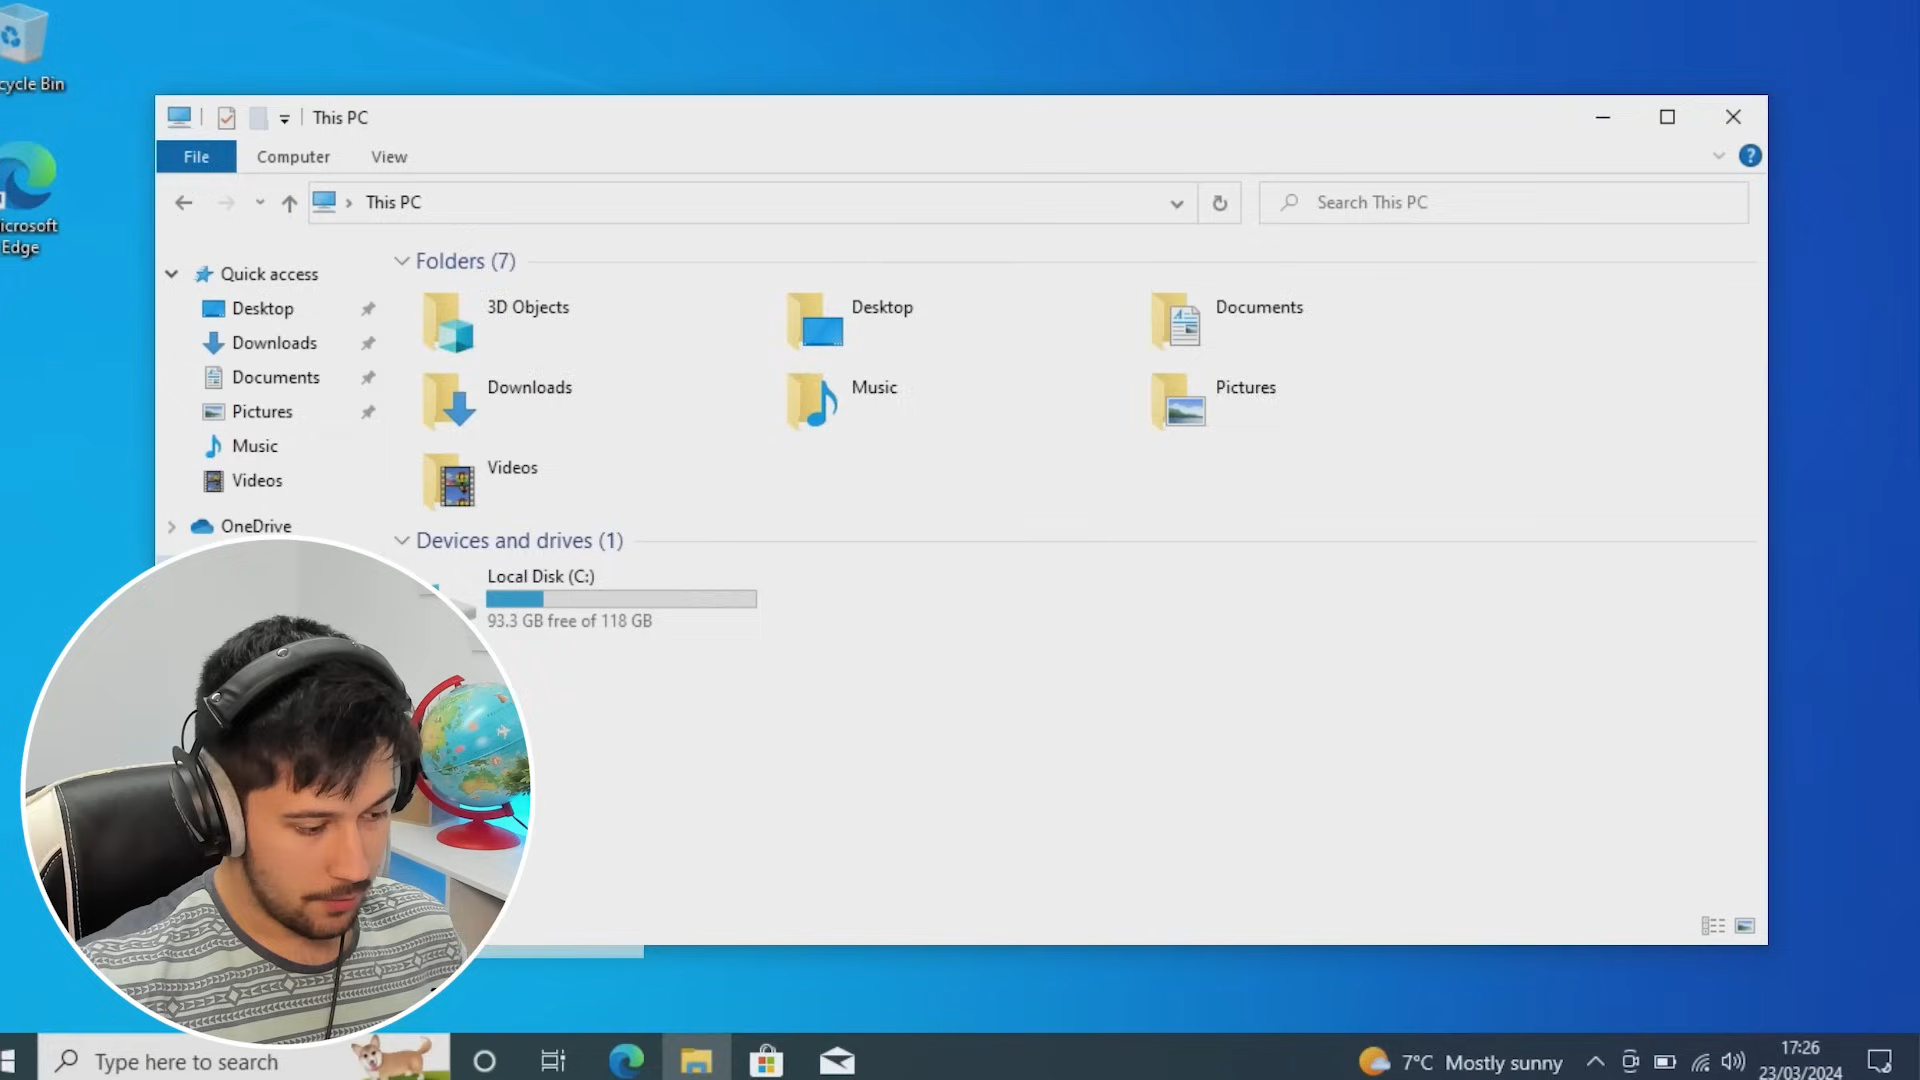 cycle Bin
icrosoft
Edge
This PC
File Computer View
?
This PC
Search This PC
Quick access
Desktop
Downloads
Documents
Pictures
Music
Videos
OneDrive
Folders (7)
3D Objects
Desktop
Documents
Downloads
Music
Pictures
Videos
Devices and drives (1)
Local Disk (C:)
93.3 GB free of 118 GB
Type here to search
7°C Mostly sunny
17:26
23/03/2024